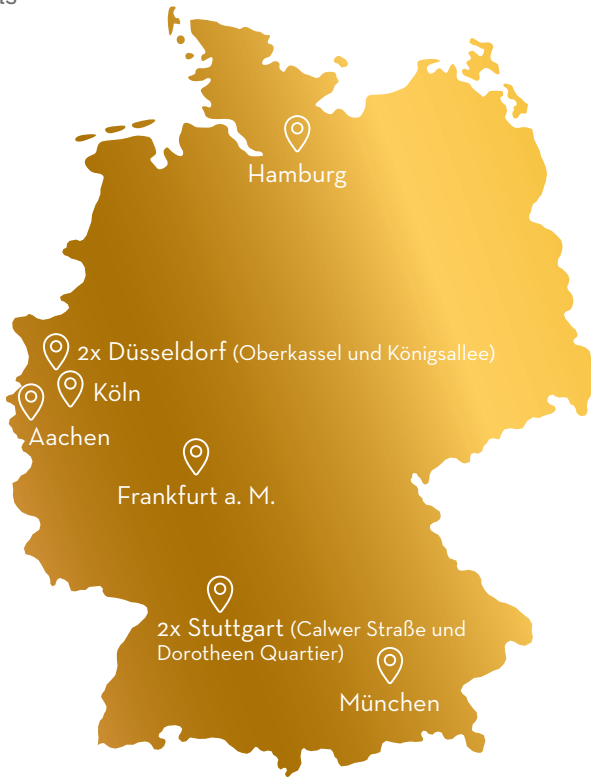 Hamburg
2x Düsseldorf (Oberkassel und Königsallee)
Köln
Aachen
Frankfurt a. M.
2x Stuttgart (Calwer Straße und
Dorotheen Quartier)
München